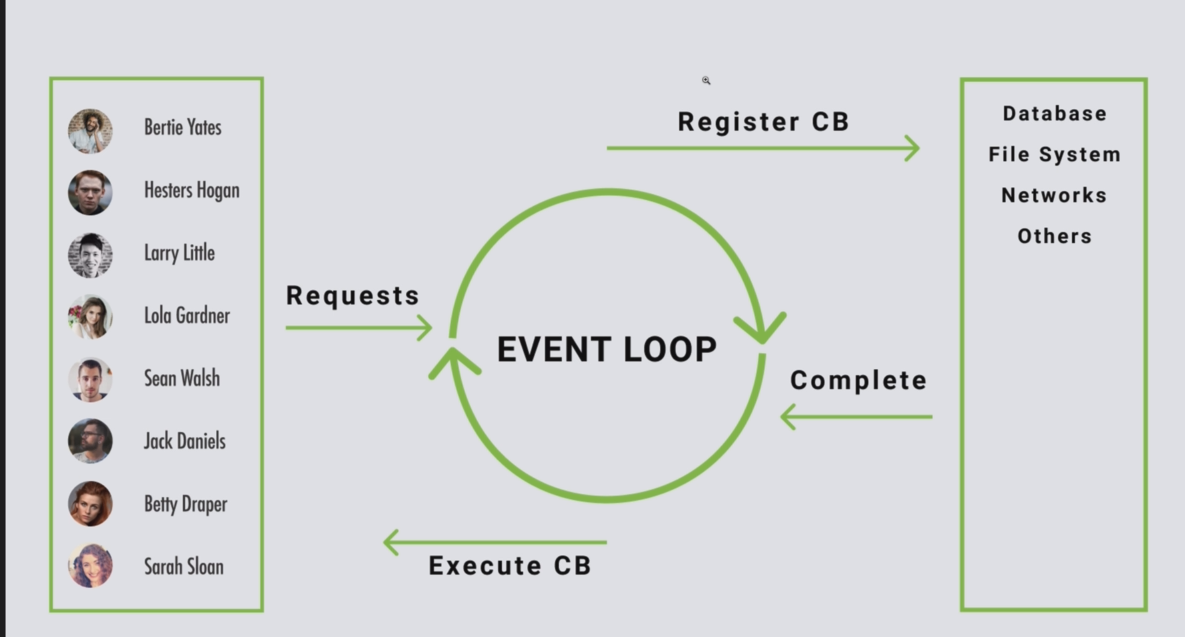 Bertie Yates
Hesters Hogan
Larry Little
Lola Gardner
Sean Walsh
Jack Daniels
Betty Draper
Sarah Sloan
Requests
Register CB
EVENT LOOP
Complete
Execute CB
Database
File System
Networks
Others